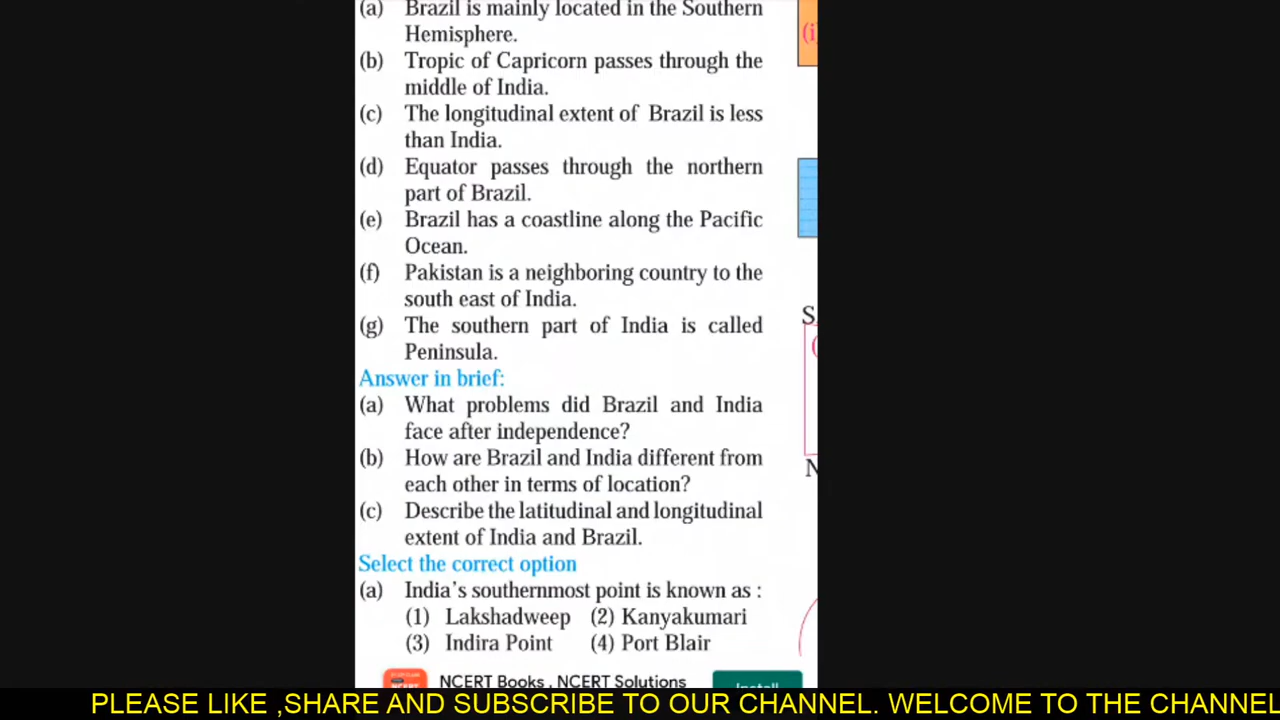 (a) Brazil is mainly located in the Southern
Hemisphere.
(b) Tropic of Capricorn passes through the
middle of India.
(c) The longitudinal extent of Brazil is less
than India.
(d) Equator passes through the northern
part of Brazil.
(e) Brazil has a coastline along the Pacific
Ocean.
(f) Pakistan is a neighboring country to the
south east of India.
(g) The southern part of India is called
Peninsula.
Answer in brief:
(a) What problems did Brazil and India
face after independence?
(b) How are Brazil and India different from
each other in terms of location?
(c) Describe the latitudinal and longitudinal
extent of India and Brazil.
Select the correct option
(a) India's southernmost point is known as :
(1) Lakshadweep (2) Kanyakumari
(3) Indira Point (4) Port Blair
NCERT Books , NCERT Solutions
Install
PLEASE LIKE ,SHARE AND SUBSCRIBE TO OUR CHANNEL. WELCOME TO THE CHANNEL